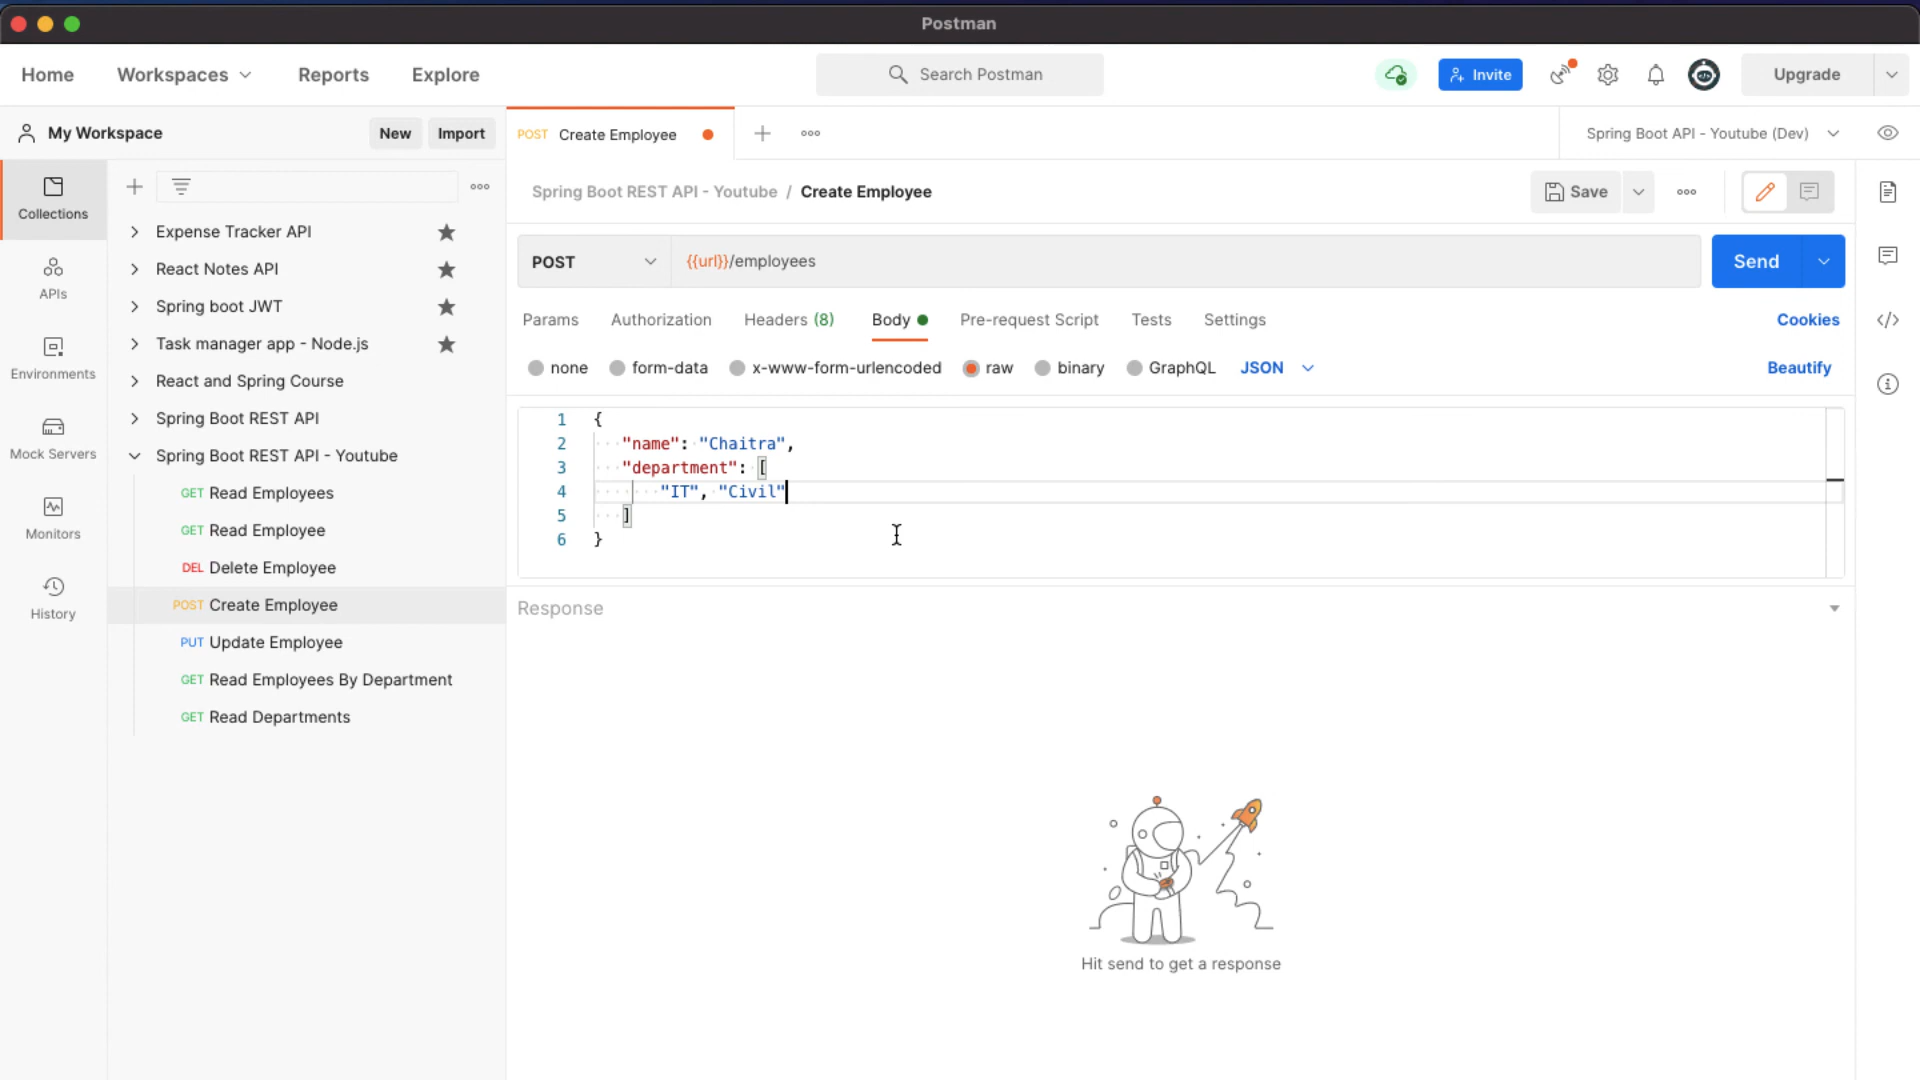 Postman
Home Workspaces Reports Explore Search Postman Invite Upgrade
My Workspace New Import POST Create Employee Spring Boot API - Youtube (Dev)
Spring Boot REST API - Youtube / Create Employee Save
POST {{url}}/employees Send
Params Authorization Headers (8) Body Pre-request Script Tests Settings Cookies
none form-data x-www-form-urlencoded raw binary GraphQL JSON Beautify
1 {
2 "name": "Chaitra",
3 "department": [
4 "IT", "Civil"
5 ]
6 }
Response
Hit send to get a response
Collections
APIs
Environments
Mock Servers
Monitors
History
Expense Tracker API
React Notes API
Spring boot JWT
Task manager app - Node.js
React and Spring Course
Spring Boot REST API
Spring Boot REST API - Youtube
GET Read Employees
GET Read Employee
DEL Delete Employee
POST Create Employee
PUT Update Employee
GET Read Employees By Department
GET Read Departments